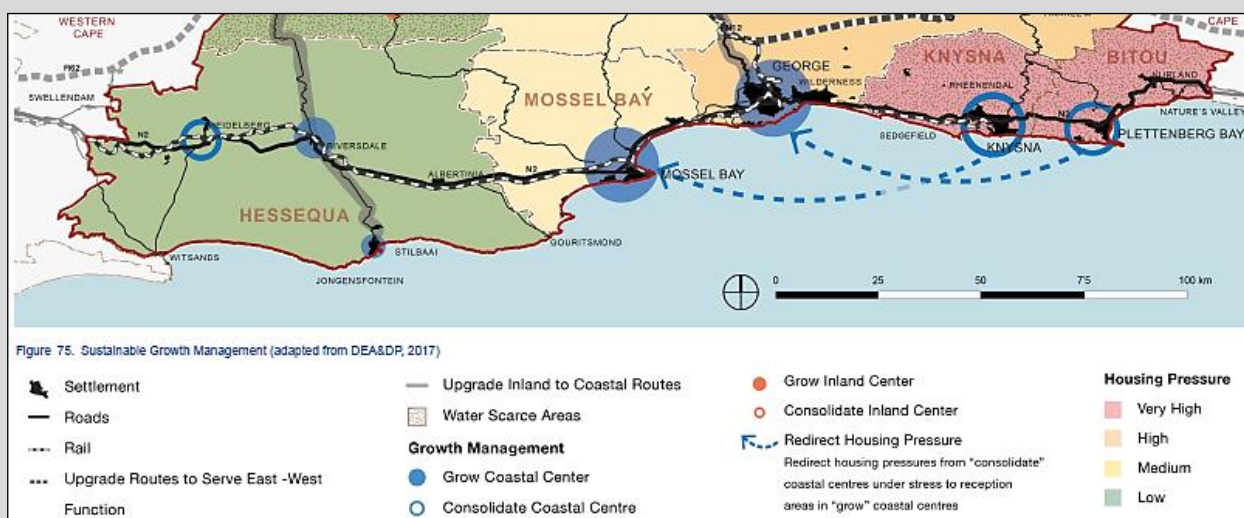 WESTERN
CAPE
CAPE
R62
N12
GEORGE
WILDERNESS
KNYSNA
BITOU
RHEENENDAL
KURLAND
SWELLENDAM
MOSSEL BAY
NATURE'S VALLEY
N2
HEIDELBERG
RIVERSDALE
SEDGEFIELD
KNYSNA
PLETTENBERG BAY
ALBERTINIA
N2
MOSSEL BAY
HESSEQUA
GOURITSMOND
WITSANDS
STILBAAI
JONGENSFONTEIN
0 25 50 75 100 km
Figure 75. Sustainable Growth Management (adapted from DEA&DP, 2017)
Settlement
Roads
Rail
Upgrade Routes to Serve East -West
Function
Upgrade Inland to Coastal Routes
Water Scarce Areas
Growth Management
Grow Coastal Center
Consolidate Coastal Centre
Grow Inland Center
Consolidate Inland Center
Redirect Housing Pressure
Redirect housing pressures from "consolidate"
coastal centres under stress to reception
areas in "grow" coastal centres
Housing Pressure
Very High
High
Medium
Low